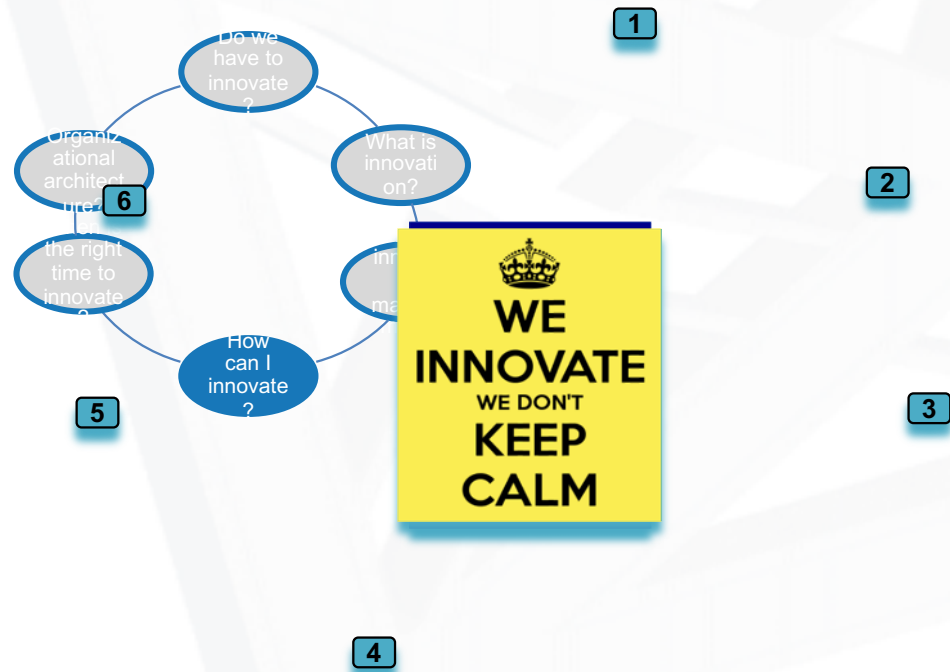 1
Do we
have to
innovate
?
What is
innovati
on?
2
Organiz
ational
architect
ure?
6
the right
time to
innovate
?
How
can I
innovate
?
WE
INNOVATE
WE DON'T
KEEP
CALM
5
3
4